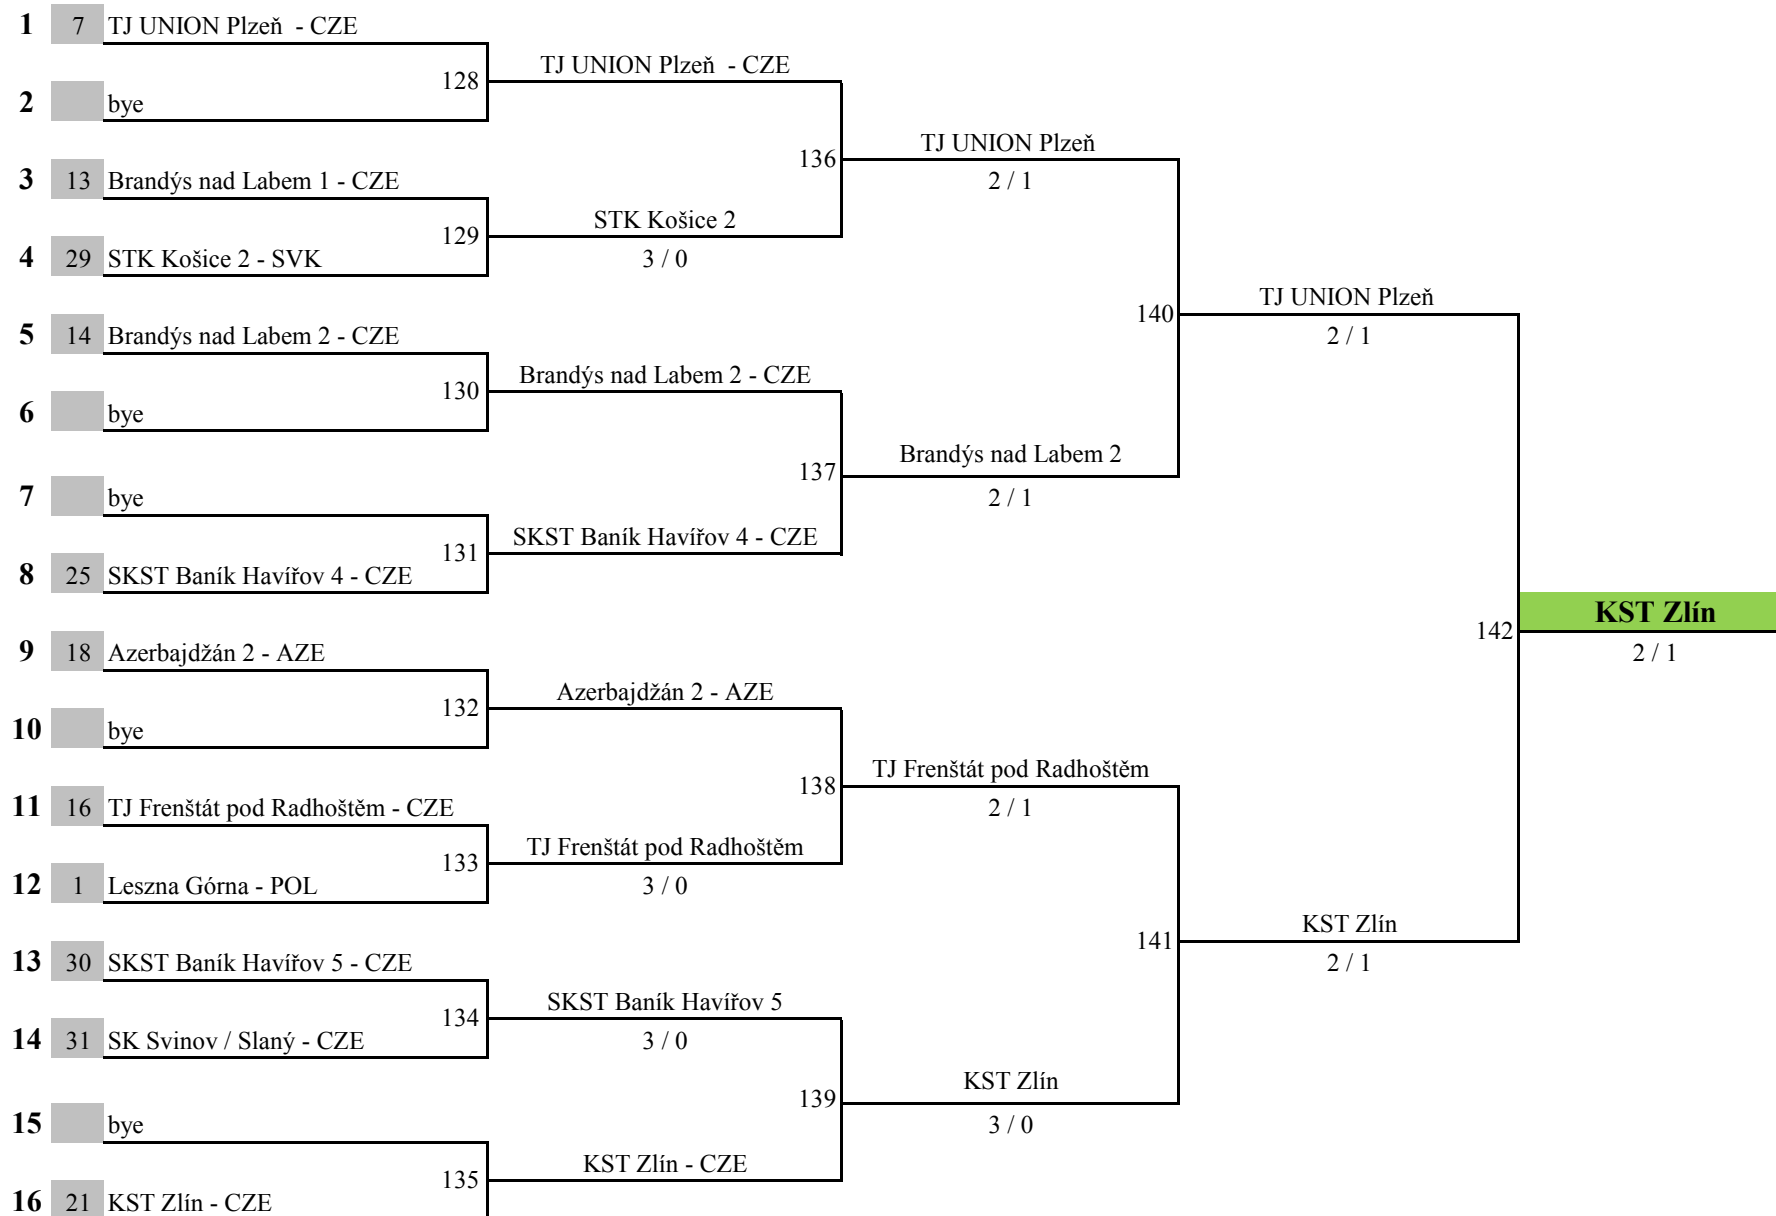 1 7 TJ UNION Plzeň - CZE
128
TJ UNION Plzeň - CZE
2 bye
136
TJ UNION Plzeň
2 / 1
3 13 Brandýs nad Labem 1 - CZE
129
STK Košice 2
3 / 0
4 29 STK Košice 2 - SVK
140
TJ UNION Plzeň
2 / 1
5 14 Brandýs nad Labem 2 - CZE
130
Brandýs nad Labem 2 - CZE
6 bye
137
Brandýs nad Labem 2
2 / 1
7 bye
131
SKST Baník Havířov 4 - CZE
8 25 SKST Baník Havířov 4 - CZE
142
KST Zlín
2 / 1
9 18 Azerbajdžán 2 - AZE
132
Azerbajdžán 2 - AZE
10 bye
138
TJ Frenštát pod Radhoštěm
2 / 1
11 16 TJ Frenštát pod Radhoštěm - CZE
133
TJ Frenštát pod Radhoštěm
3 / 0
12 1 Leszna Górna - POL
141
KST Zlín
2 / 1
13 30 SKST Baník Havířov 5 - CZE
134
SKST Baník Havířov 5
3 / 0
14 31 SK Svinov / Slaný - CZE
139
KST Zlín
3 / 0
15 bye
135
KST Zlín - CZE
16 21 KST Zlín - CZE